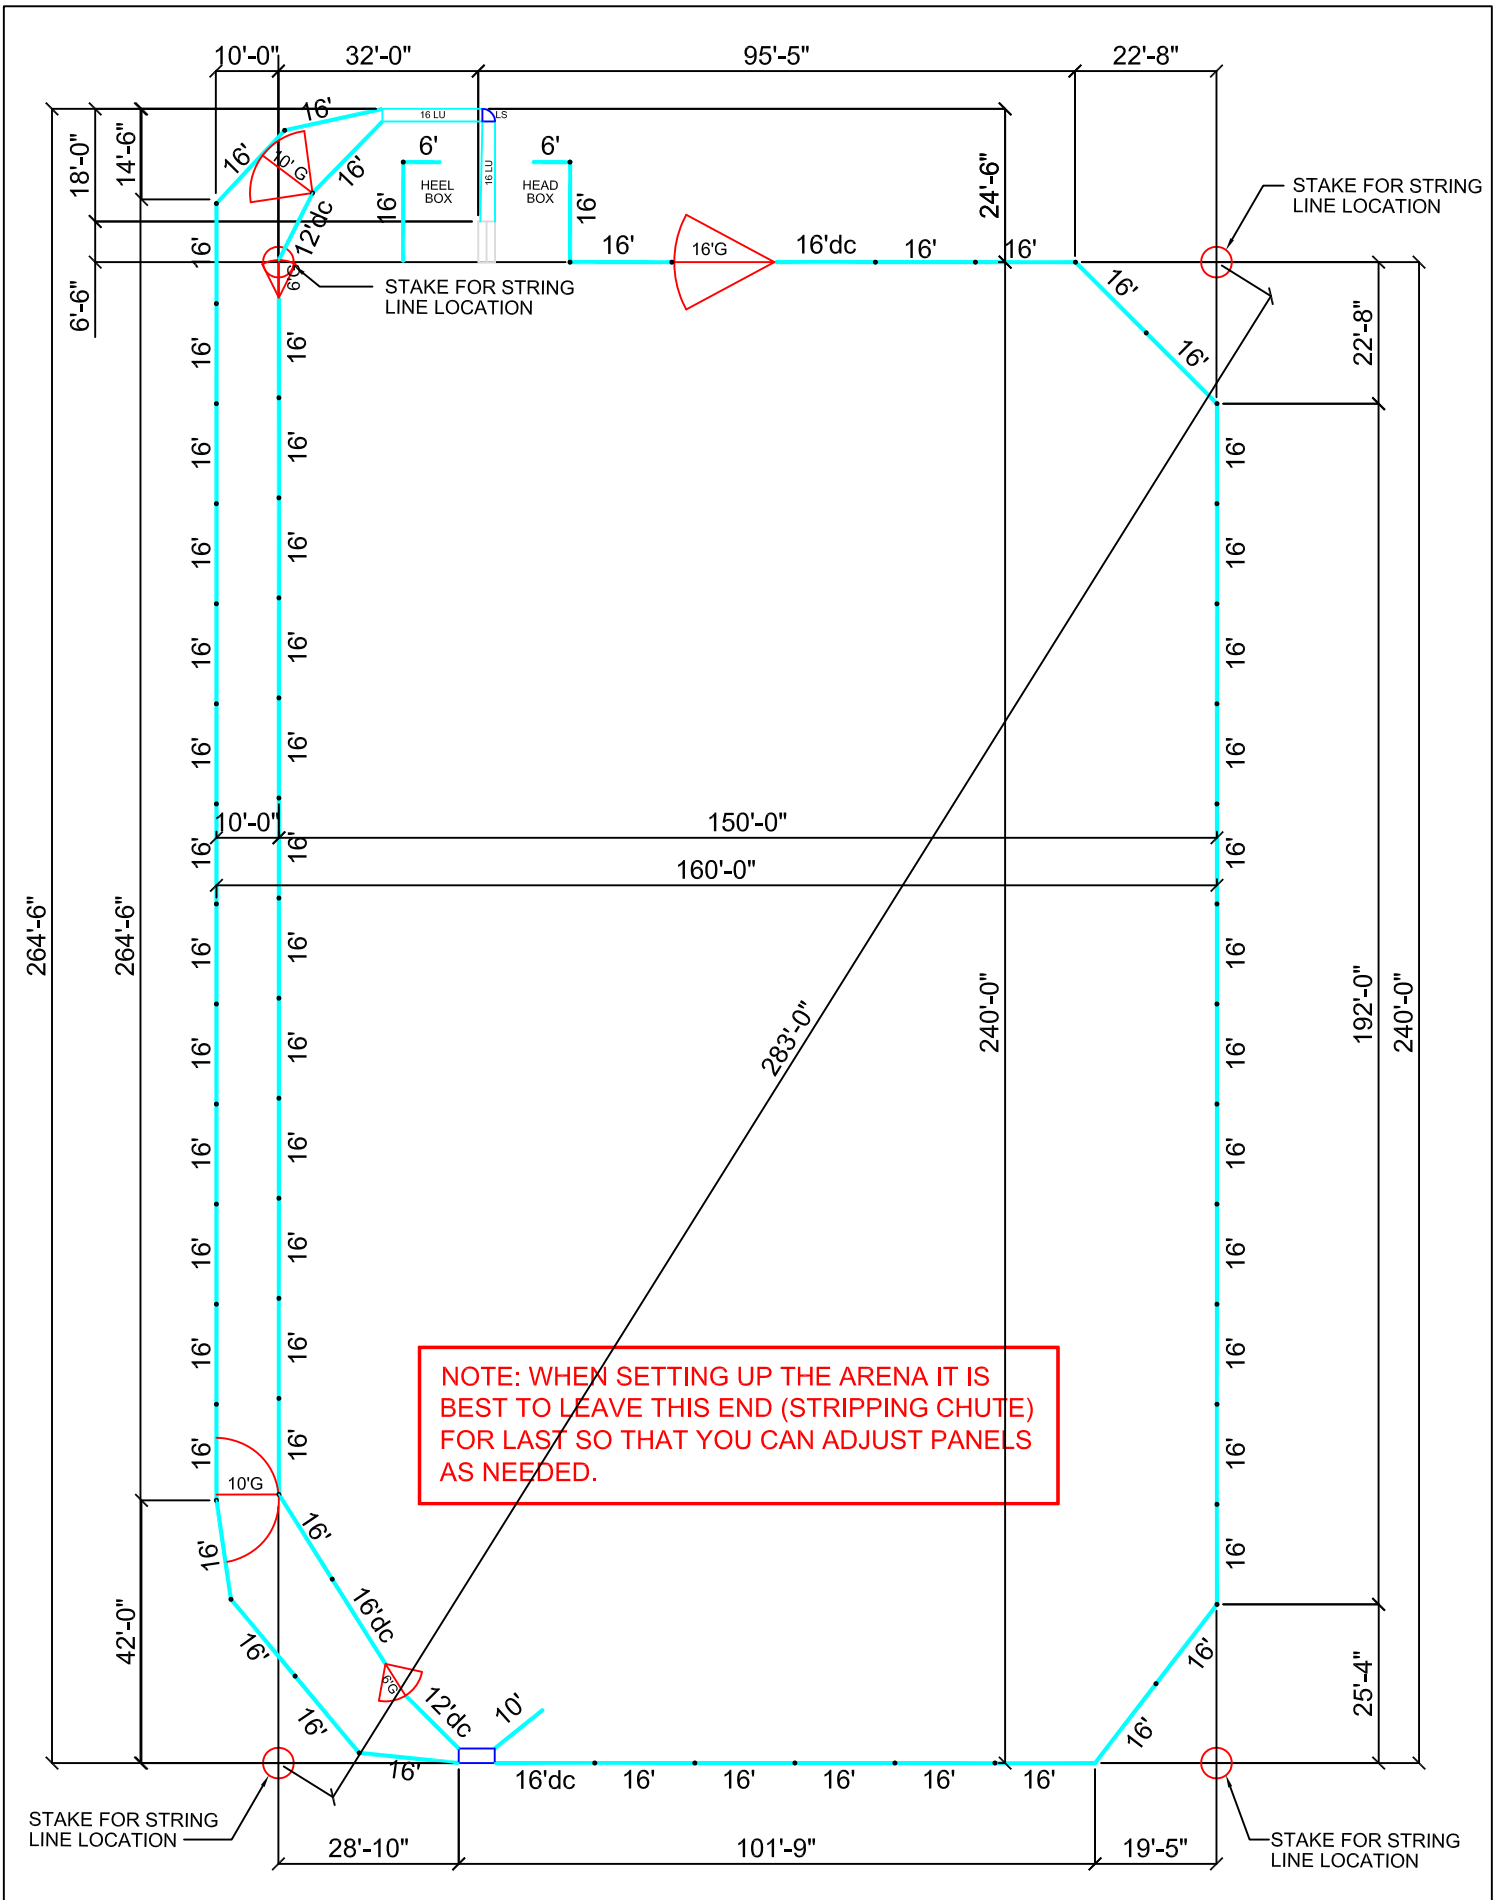 10'-0" 32'-0" 95'-5" 22'-8"
16' 16 LU LS
18'-0" 14'-6" 16' 10' G 16' 6' 6' 24'-6"
HEEL
BOX
16 LU
HEAD
BOX
16' 16'
STAKE FOR STRING
LINE LOCATION
12'dc
16' 16'G 16'dc 16' 16'
6'G
STAKE FOR STRING
LINE LOCATION
6'-6"
16' 16'
22'-8"
16'
16' 16'
16' 16' 16'
16' 16' 16'
16' 16' 16'
16' 16' 16'
10'-0" 150'-0"
16' 16' 16'
160'-0"
264'-6" 264'-6"
16' 16' 16'
283'-0" 240'-0" 192'-0" 240'-0"
16' 16' 16'
16' 16' 16'
16' 16' 16'
16' 16' 16'
NOTE: WHEN SETTING UP THE ARENA IT IS
BEST TO LEAVE THIS END (STRIPPING CHUTE)
FOR LAST SO THAT YOU CAN ADJUST PANELS
AS NEEDED.
16' 16' 16'
10'G
16' 16' 16'
42'-0" 16'dc
16' 16'
6'G
25'-4"
16' 12'dc 10' 16'
16' 16'dc 16' 16' 16' 16' 16'
STAKE FOR STRING
LINE LOCATION
28'-10" 101'-9" 19'-5"
STAKE FOR STRING
LINE LOCATION